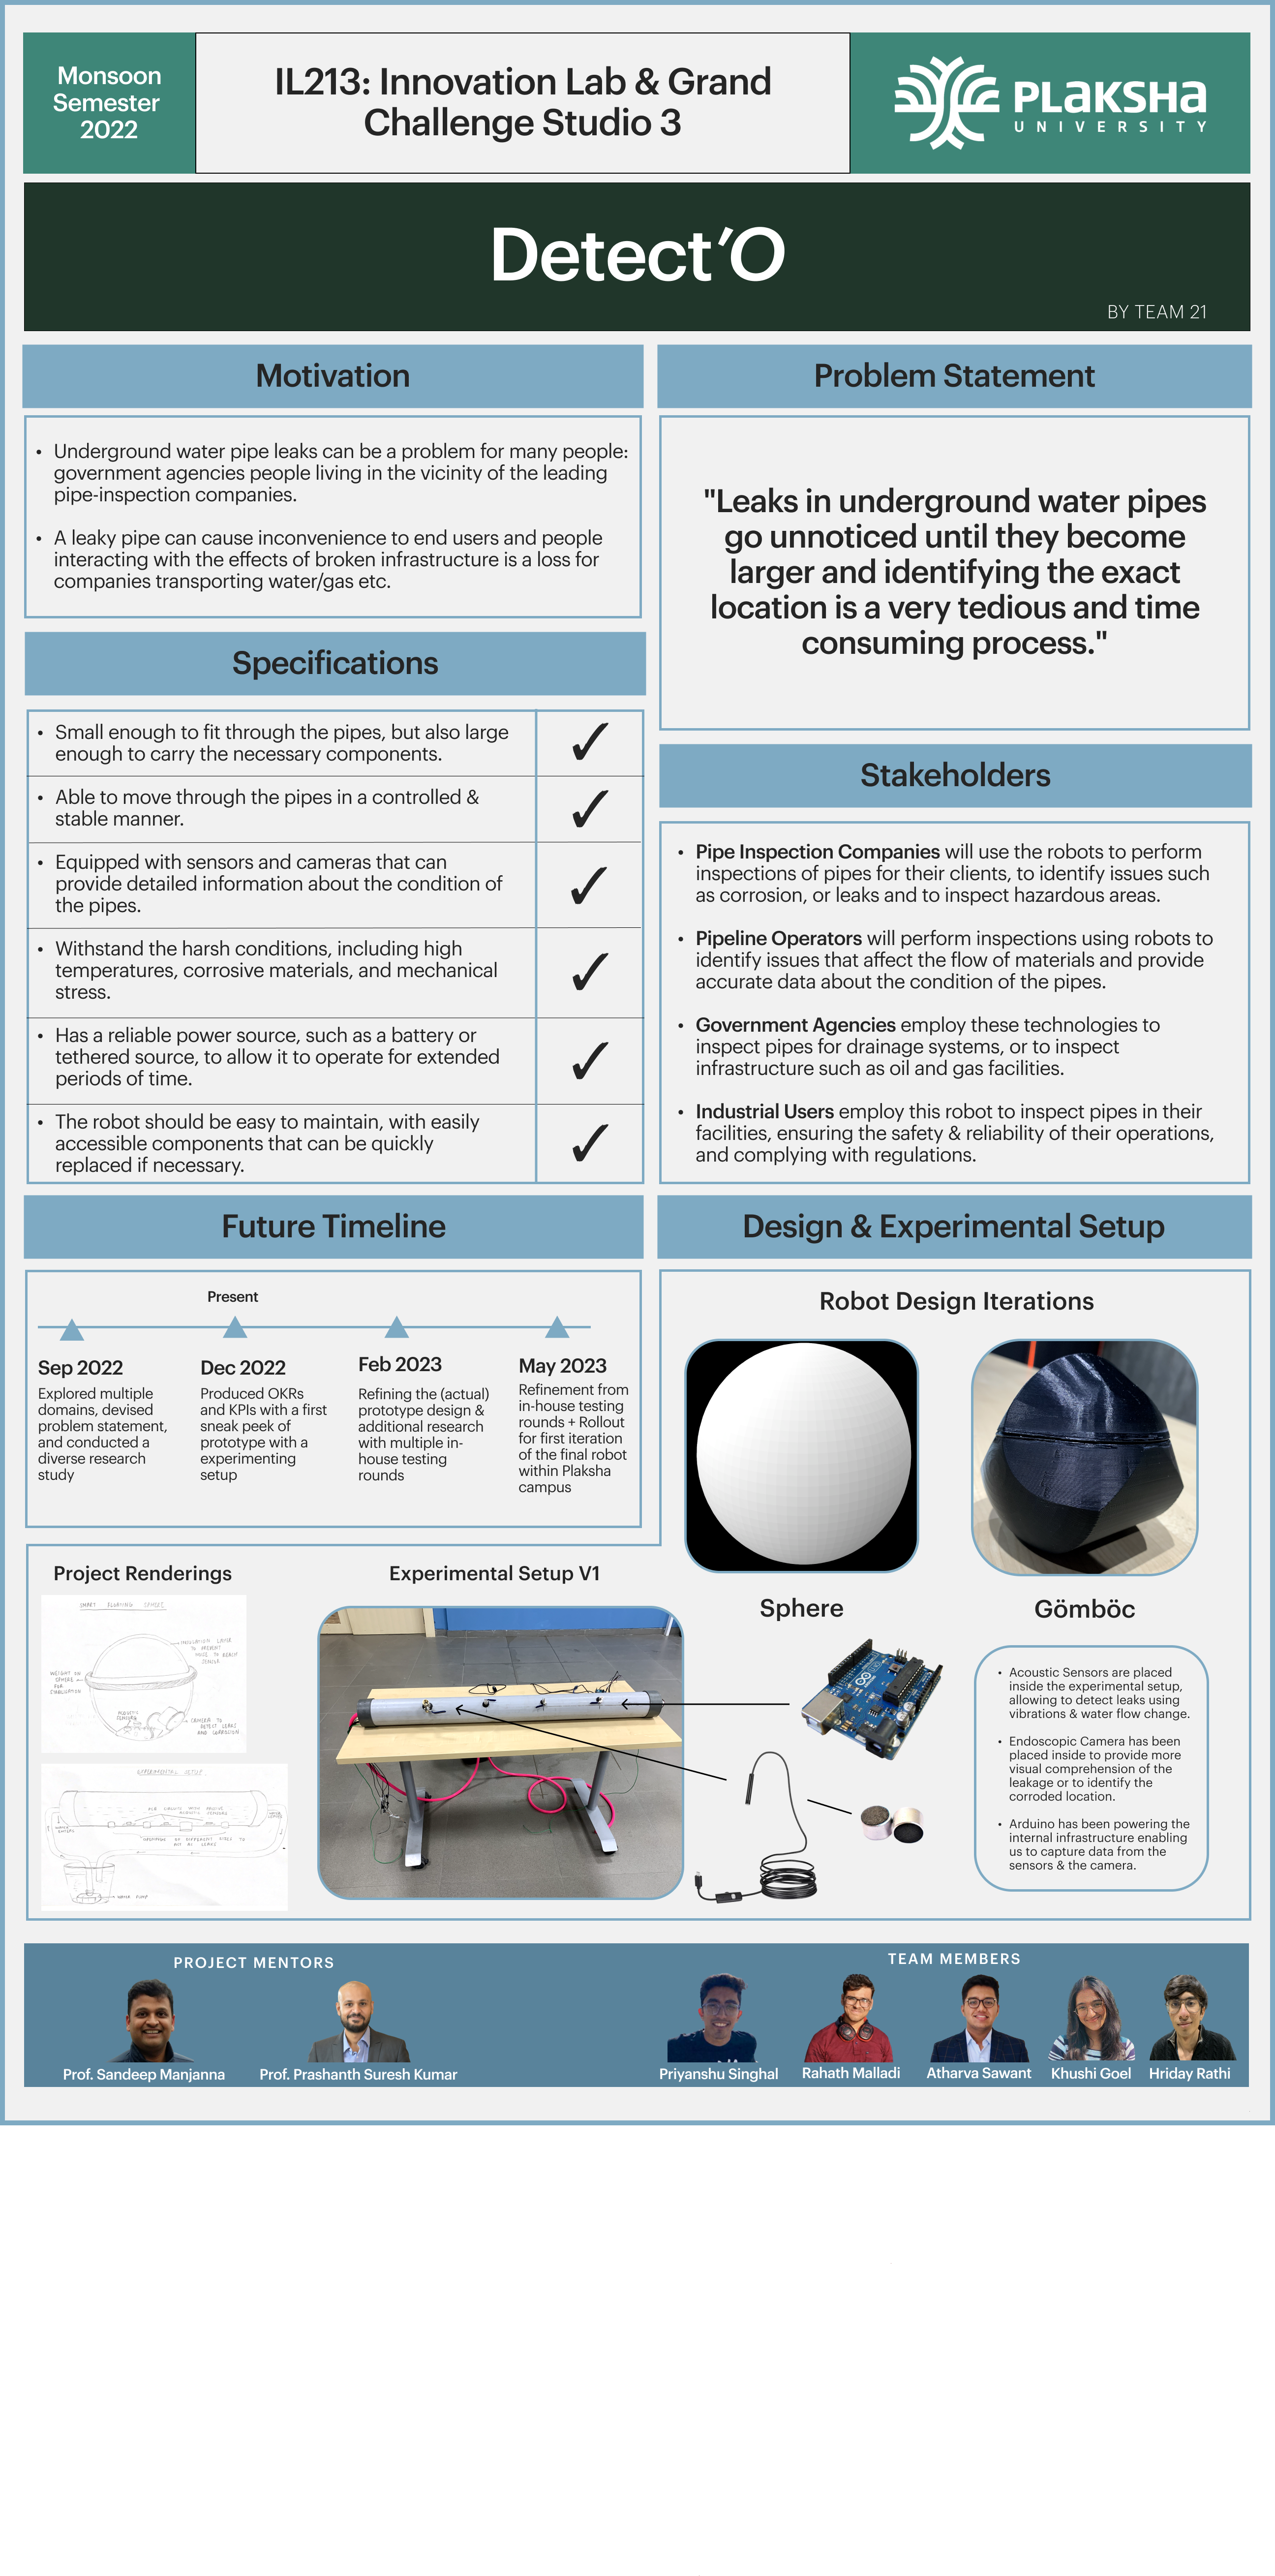 Monsoon
Semester
2022
IL213: Innovation Lab & Grand
Challenge Studio 3
PLaKSHa
UNIVERSITY
Detect'O
BY TEAM 21
Motivation
• Underground water pipe leaks can be a problem for many people:
government agencies people living in the vicinity of the leading
pipe-inspection companies.
• A leaky pipe can cause inconvenience to end users and people
interacting with the effects of broken infrastructure is a loss for
companies transporting water/gas etc.
Problem Statement
"Leaks in underground water pipes
go unnoticed until they become
larger and identifying the exact
location is a very tedious and time
consuming process."
Specifications
• Small enough to fit through the pipes, but also large
enough to carry the necessary components.
✓
• Able to move through the pipes in a controlled &
stable manner.
✓
• Equipped with sensors and cameras that can
provide detailed information about the condition of
the pipes.
✓
• Withstand the harsh conditions, including high
temperatures, corrosive materials, and mechanical
stress.
✓
• Has a reliable power source, such as a battery or
tethered source, to allow it to operate for extended
periods of time.
✓
• The robot should be easy to maintain, with easily
accessible components that can be quickly
replaced if necessary.
✓
Stakeholders
• Pipe Inspection Companies will use the robots to perform
inspections of pipes for their clients, to identify issues such
as corrosion, or leaks and to inspect hazardous areas.
• Pipeline Operators will perform inspections using robots to
identify issues that affect the flow of materials and provide
accurate data about the condition of the pipes.
• Government Agencies employ these technologies to
inspect pipes for drainage systems, or to inspect
infrastructure such as oil and gas facilities.
• Industrial Users employ this robot to inspect pipes in their
facilities, ensuring the safety & reliability of their operations,
and complying with regulations.
Future Timeline
Present
Sep 2022
Explored multiple
domains, devised
problem statement,
and conducted a
diverse research
study
Dec 2022
Produced OKRs
and KPIs with a first
sneak peek of
prototype with a
experimenting
setup
Feb 2023
Refining the (actual)
prototype design &
additional research
with multiple in-
house testing
rounds
May 2023
Refinement from
in-house testing
rounds + Rollout
for first iteration
of the final robot
within Plaksha
campus
Design & Experimental Setup
Robot Design Iterations
Sphere
Gömböc
Project Renderings
SMART FLOATING SPHERE
INSULATION LAYER
TO PREVENT
NOISE TO REACH
SENSOR
WEIGHT ON
SPHERE
FOR
ACOUSTIC
SENSORS
CAMERA TO
DETECT LEAKS
AND CORROSION
EXPERIMENTAL SETUP
WATER
WATER PUMP
Experimental Setup V1
• Acoustic Sensors are placed
inside the experimental setup,
allowing to detect leaks using
vibrations & water flow change.
• Endoscopic Camera has been
placed inside to provide more
visual comprehension of the
leakage or to identify the
corroded location.
• Arduino has been powering the
internal infrastructure enabling
us to capture data from the
sensors & the camera.
PROJECT MENTORS
Prof. Sandeep Manjanna
Prof. Prashanth Suresh Kumar
TEAM MEMBERS
Priyanshu Singhal
Rahath Malladi
Atharva Sawant
Khushi Goel
Hriday Rathi